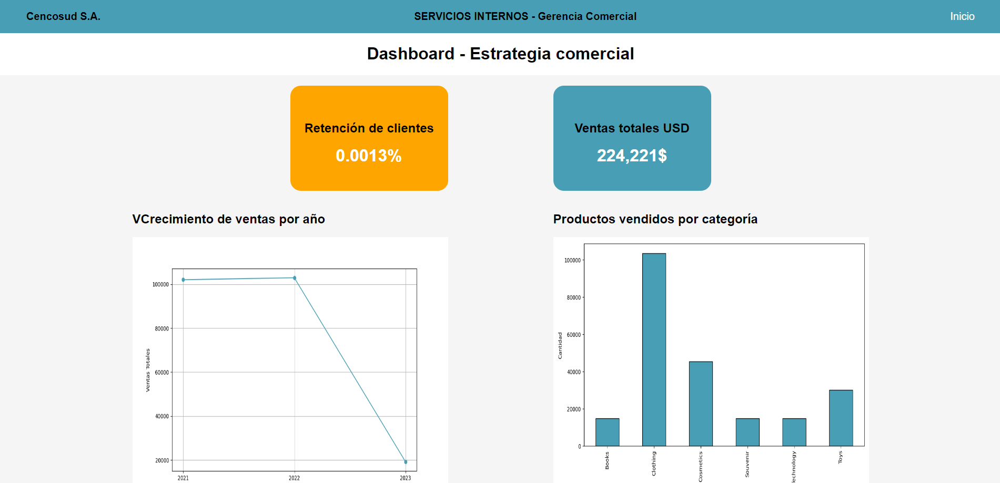 Cencosud S.A.
SERVICIOS INTERNOS - Gerencia Comercial
Inicio
Dashboard - Estrategia comercial
Retención de clientes
0.0013%
Ventas totales USD
224,221$
VCrecimiento de ventas por año
100000
80000
60000
40000
20000
Ventas Totales
2021
2022
2023
Productos vendidos por categoría
100000
80000
60000
40000
20000
0
Cantidad
Books
Clothing
Cosmetics
Souvenir
echnology
Toys